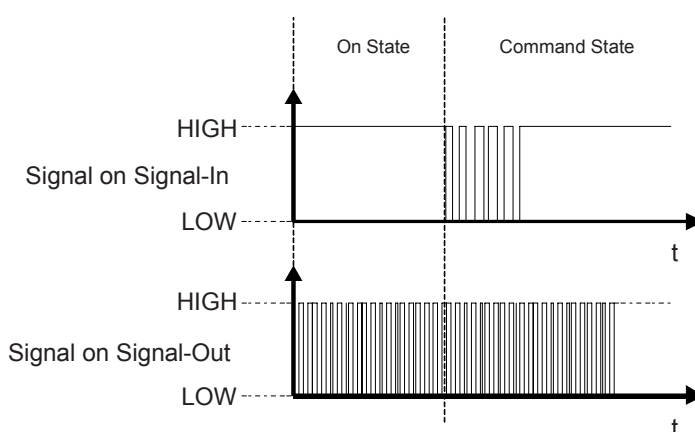 On State
Command State
HIGH
Signal on Signal-In
LOW
t
HIGH
Signal on Signal-Out
LOW
t